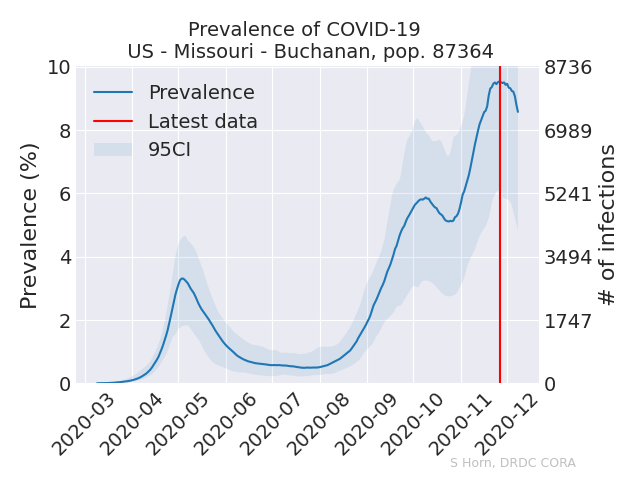 Prevalence of COVID-19
US - Missouri - Buchanan, pop. 87364
Prevalence
Latest data
95CI
Prevalence (%)
10
8
6
4
2
0
8736
6989
5241
3494
1747
0
# of infections
2020-03
2020-04
2020-05
2020-06
2020-07
2020-08
2020-09
2020-10
2020-11
2020-12
S Horn, DRDC CORA